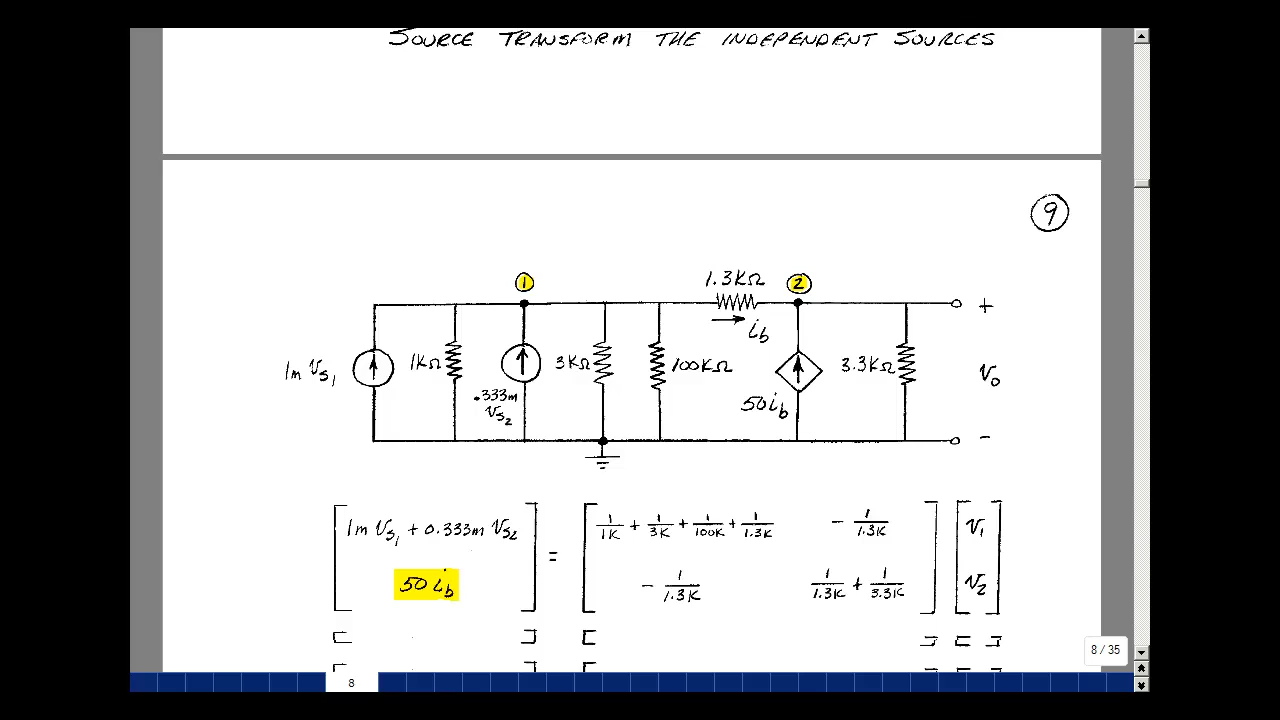 SOURCE TRANSFORM THE INDEPENDENT SOURCES
9
1 1.3KΩ 2
ib
1m VS1 1KΩ 3KΩ 100KΩ 3.3KΩ Vo
+
-
.333m
VS2
50ib
[1m VS1 + 0.333m VS2] = [1/1K + 1/3K + 1/100K + 1/1.3K - 1/1.3K] [V1]
[50 ib] [- 1/1.3K 1/1.3K + 1/3.3K] [V2]
8 / 35
8